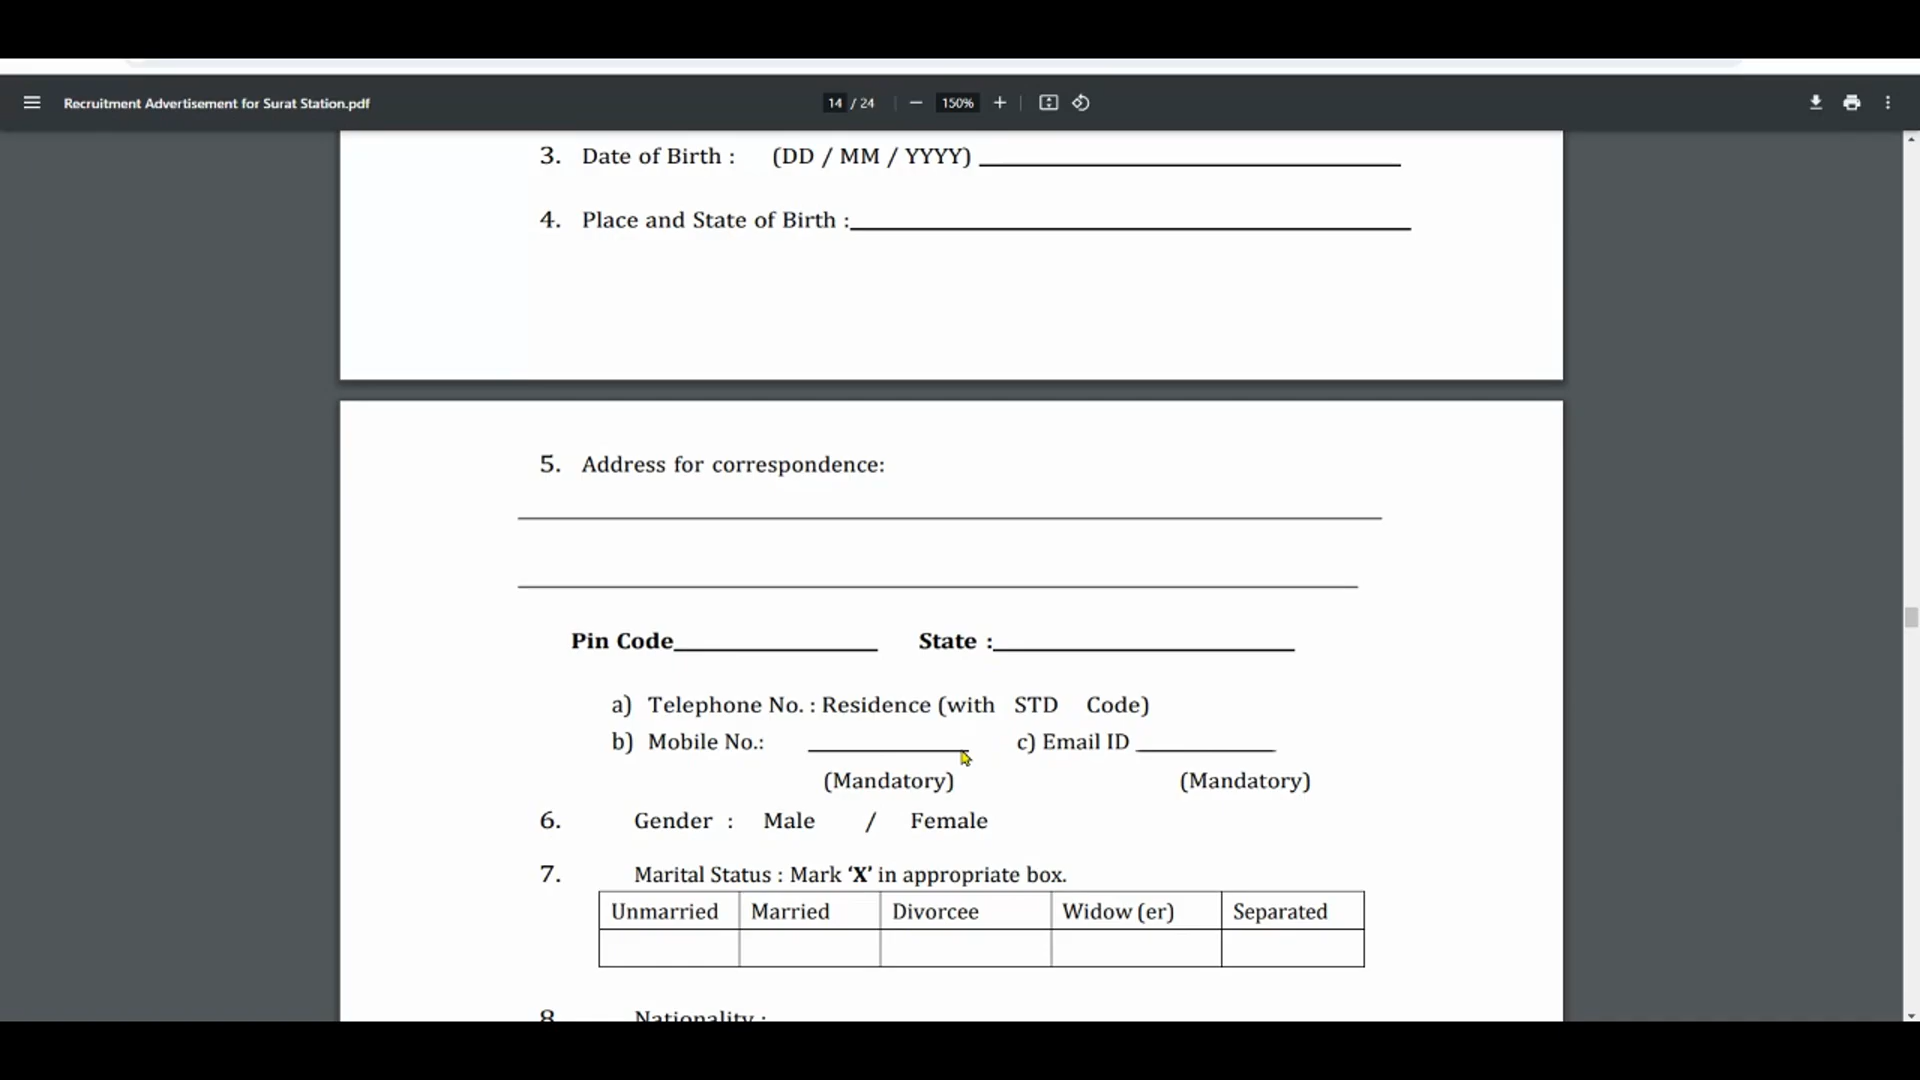 Recruitment Advertisement for Surat Station.pdf
14 / 24
150%
3. Date of Birth : (DD / MM / YYYY)
4. Place and State of Birth :
5. Address for correspondence:
Pin Code State :
a) Telephone No. : Residence (with STD Code)
b) Mobile No.: c) Email ID
(Mandatory) (Mandatory)
6. Gender : Male / Female
7. Marital Status : Mark ‘X’ in appropriate box.
Unmarried Married Divorcee Widow (er) Separated
8 Nationality :